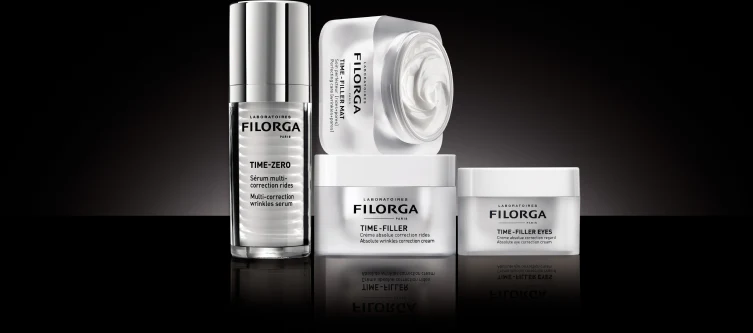 LABORATOIRES
FILORGA
PARIS
TIME-ZERO
Sérum multi-
correction rides
Multi-correction
wrinkles serum
LABORATOIRES
FILORGA
PARIS
TIME-FILLER MAT
LABORATOIRES
FILORGA
PARIS
TIME-FILLER
Crème absolue correction rides
Absolute wrinkles correction cream
LABORATOIRES
FILORGA
PARIS
TIME-FILLER EYES
Crème absolue correction regard
Absolute eye correction cream